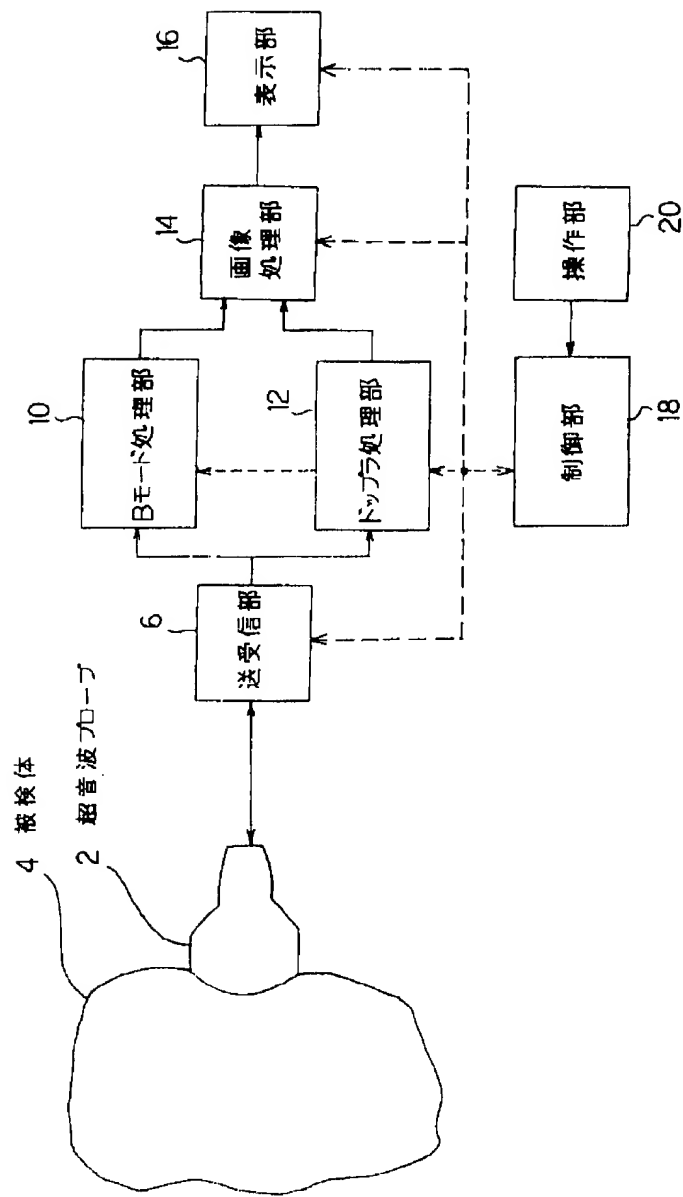 4 被検体
2 超音波プローブ
6
送受信部
10
Bモード処理部
12
ドップラ処理部
14
画像
処理部
16
表示部
18
制御部
20
操作部